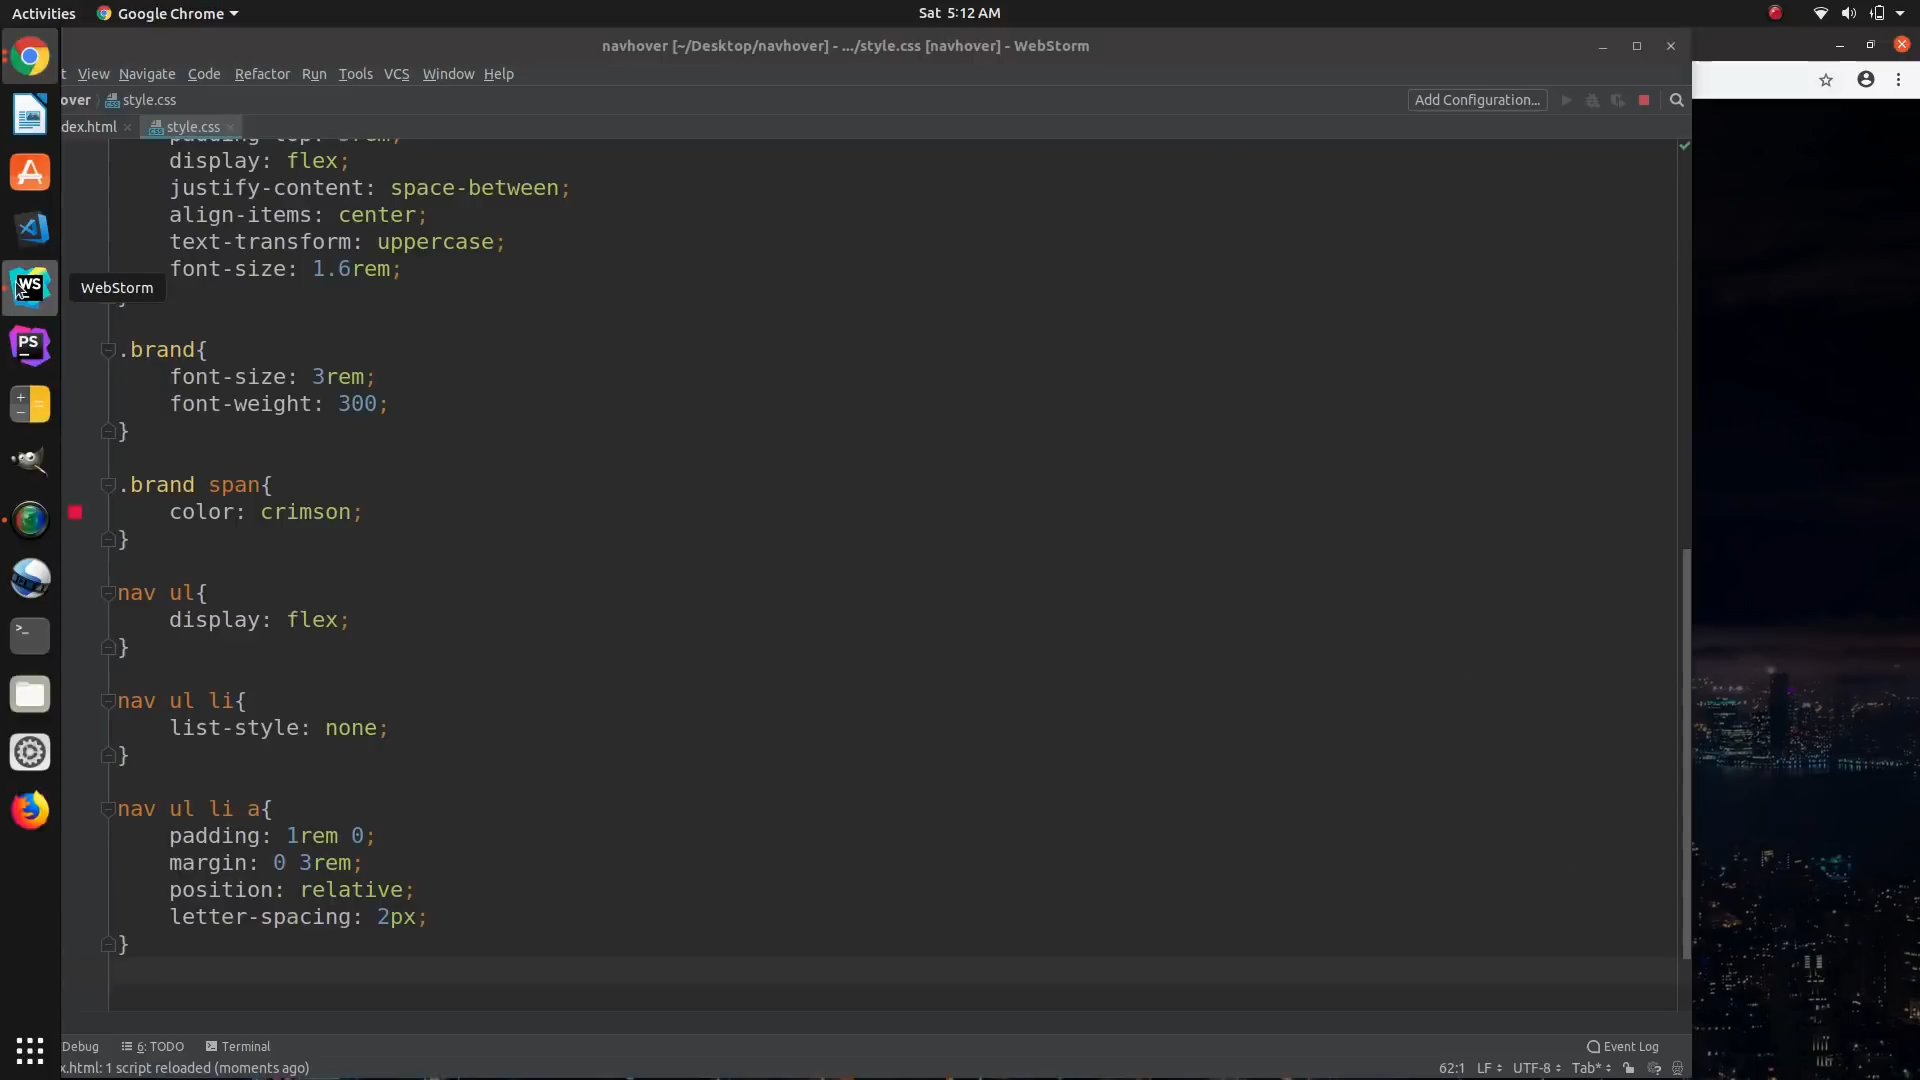 Activities Google Chrome Sat 5:12 AM
navhover [~/Desktop/navhover] - .../style.css [navhover] - WebStorm
t View Navigate Code Refactor Run Tools VCS Window Help
over style.css Add Configuration...
dex.html style.css
display: flex;
justify-content: space-between;
align-items: center;
text-transform: uppercase;
font-size: 1.6rem;
WebStorm
}
.brand{
font-size: 3rem;
font-weight: 300;
}
.brand span{
color: crimson;
}
nav ul{
display: flex;
}
nav ul li{
list-style: none;
}
nav ul li a{
padding: 1rem 0;
margin: 0 3rem;
position: relative;
letter-spacing: 2px;
}
WS
PS
>_
Debug 6: TODO Terminal Event Log
x.html: 1 script reloaded (moments ago) 62:1 LF UTF-8 Tab*